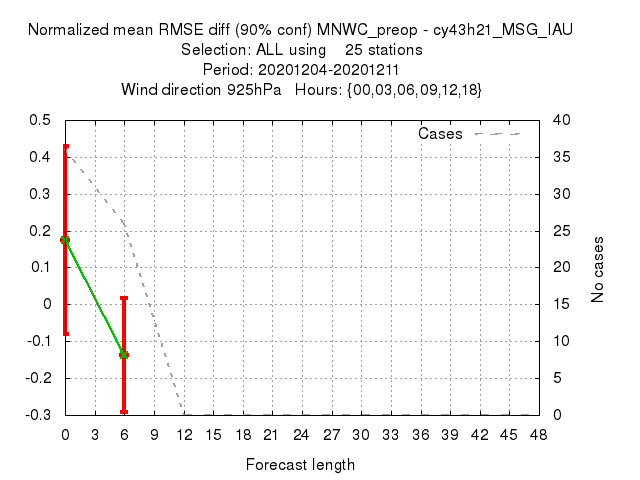 Normalized mean RMSE diff (90% conf) MNWC_preop - cy43h21_MSG_IAU
Selection: ALL using    25 stations
Period: 20201204-20201211
Wind direction 925hPa   Hours: {00,03,06,09,12,18}
Cases
0.5
0.4
0.3
0.2
0.1
0
-0.1
-0.2
-0.3
40
35
30
25
20
15
10
5
0
No cases
0 3 6 9 12 15 18 21 24 27 30 33 36 39 42 45 48
Forecast length